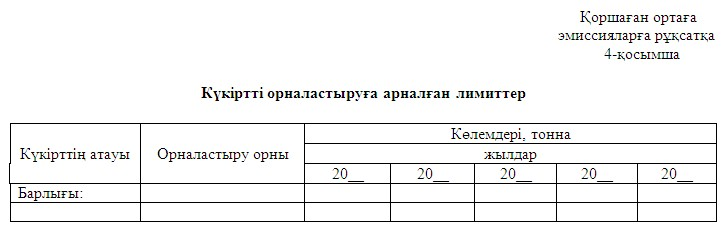 Қоршаған ортаға
эмиссияларға рұқсатқа
4-қосымша
Күкіртті орналастыруға арналған лимиттер
Күкірттің атауы Орналастыру орны Көлемдері, тонна
жылдар
20__ 20__ 20__ 20__ 20__
Барлығы: